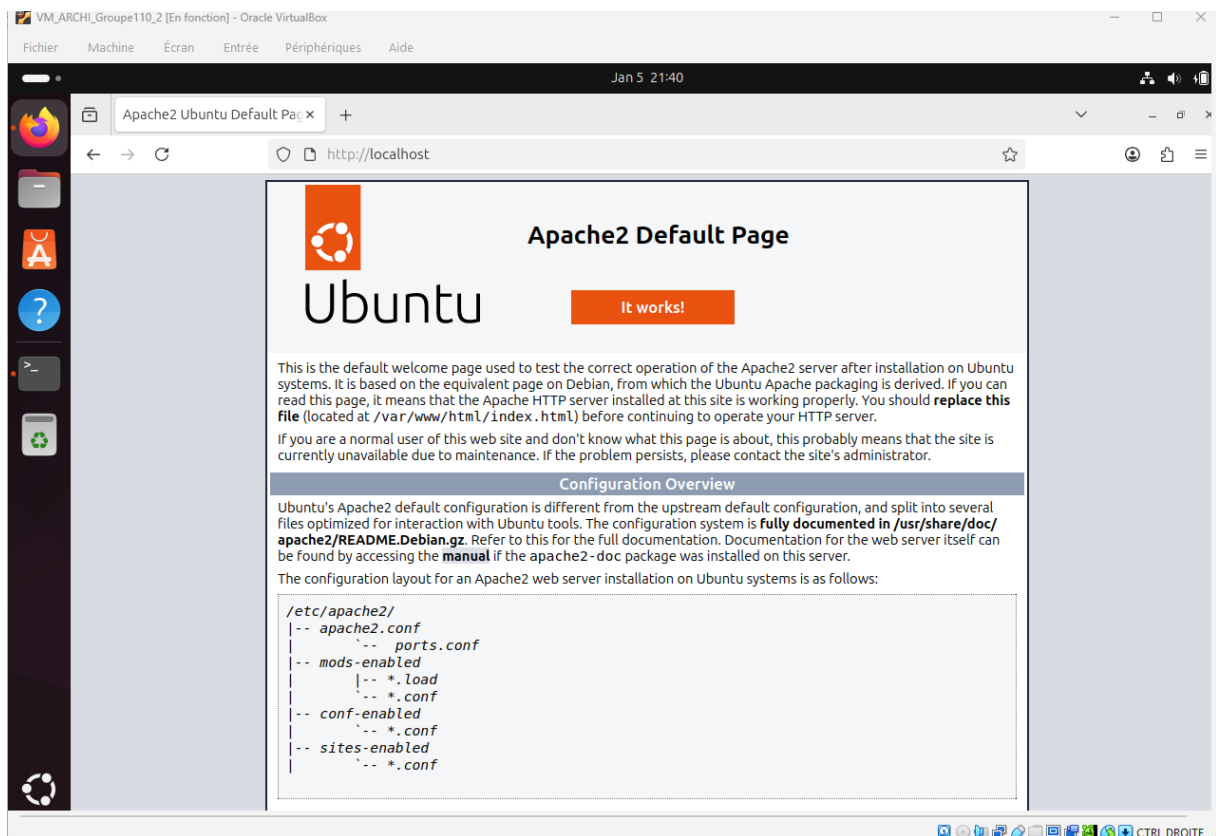 VM_ARCHI_Groupe110_2 [En fonction] - Oracle VirtualBox
Fichier Machine Écran Entrée Périphériques Aide
Jan 5 21:40
Apache2 Ubuntu Default Pag
http://localhost
Apache2 Default Page
Ubuntu
It works!
This is the default welcome page used to test the correct operation of the Apache2 server after installation on Ubuntu
systems. It is based on the equivalent page on Debian, from which the Ubuntu Apache packaging is derived. If you can
read this page, it means that the Apache HTTP server installed at this site is working properly. You should replace this
file (located at /var/www/html/index.html) before continuing to operate your HTTP server.
If you are a normal user of this web site and don't know what this page is about, this probably means that the site is
currently unavailable due to maintenance. If the problem persists, please contact the site's administrator.
Configuration Overview
Ubuntu's Apache2 default configuration is different from the upstream default configuration, and split into several
files optimized for interaction with Ubuntu tools. The configuration system is fully documented in /usr/share/doc/
apache2/README.Debian.gz. Refer to this for the full documentation. Documentation for the web server itself can
be found by accessing the manual if the apache2-doc package was installed on this server.
The configuration layout for an Apache2 web server installation on Ubuntu systems is as follows:
/etc/apache2/
|-- apache2.conf
|       `--  ports.conf
|-- mods-enabled
|       |-- *.load
|       `-- *.conf
|-- conf-enabled
|       `-- *.conf
|-- sites-enabled
|       `-- *.conf
CTRL DROITE